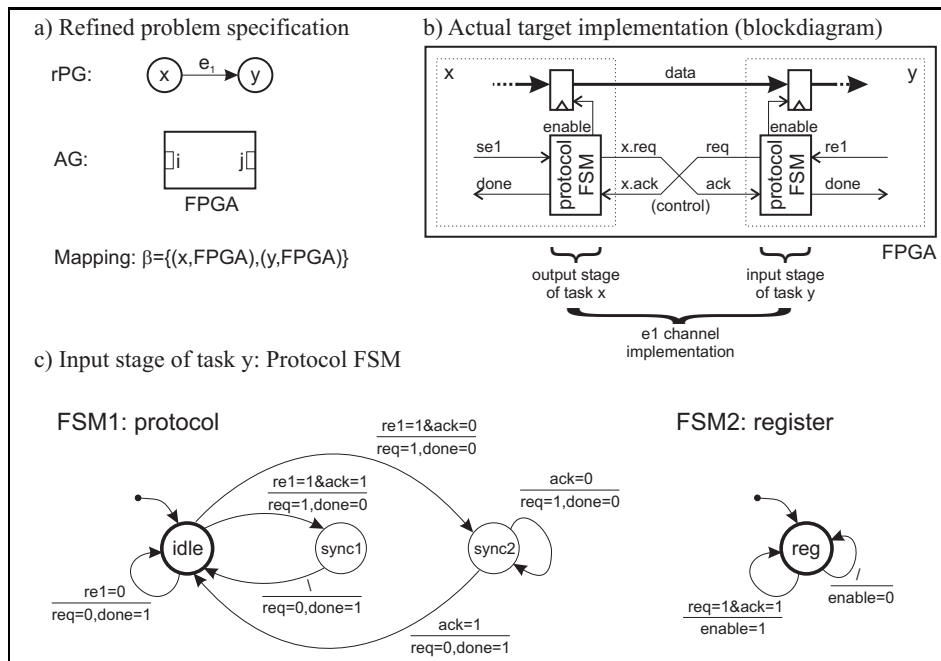 a) Refined problem specification
rPG:
x
e1
y
AG:
i
j
FPGA
Mapping: β={(x,FPGA),(y,FPGA)}
b) Actual target implementation (blockdiagram)
x
data
y
enable
enable
se1
x.req
req
re1
protocol
FSM
protocol
FSM
done
x.ack
ack
done
(control)
FPGA
output stage
of task x
input stage
of task y
e1 channel
implementation
c) Input stage of task y: Protocol FSM
FSM1: protocol
FSM2: register
re1=1&ack=0
req=1,done=0
re1=1&ack=1
req=1,done=0
ack=0
req=1,done=0
idle
sync1
sync2
reg
re1=0
req=0,done=1
/
req=0,done=1
ack=1
req=0,done=1
req=1&ack=1
enable=1
/
enable=0